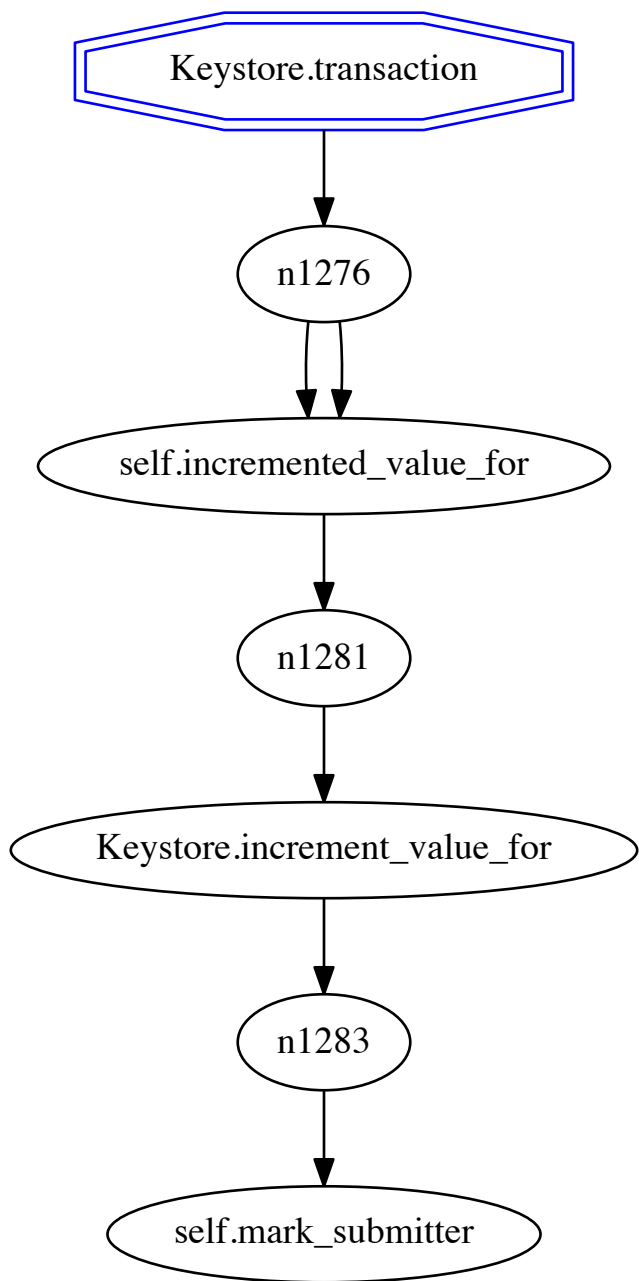 Keystore.transaction
n1276
self.incremented_value_for
n1281
Keystore.increment_value_for
n1283
self.mark_submitter